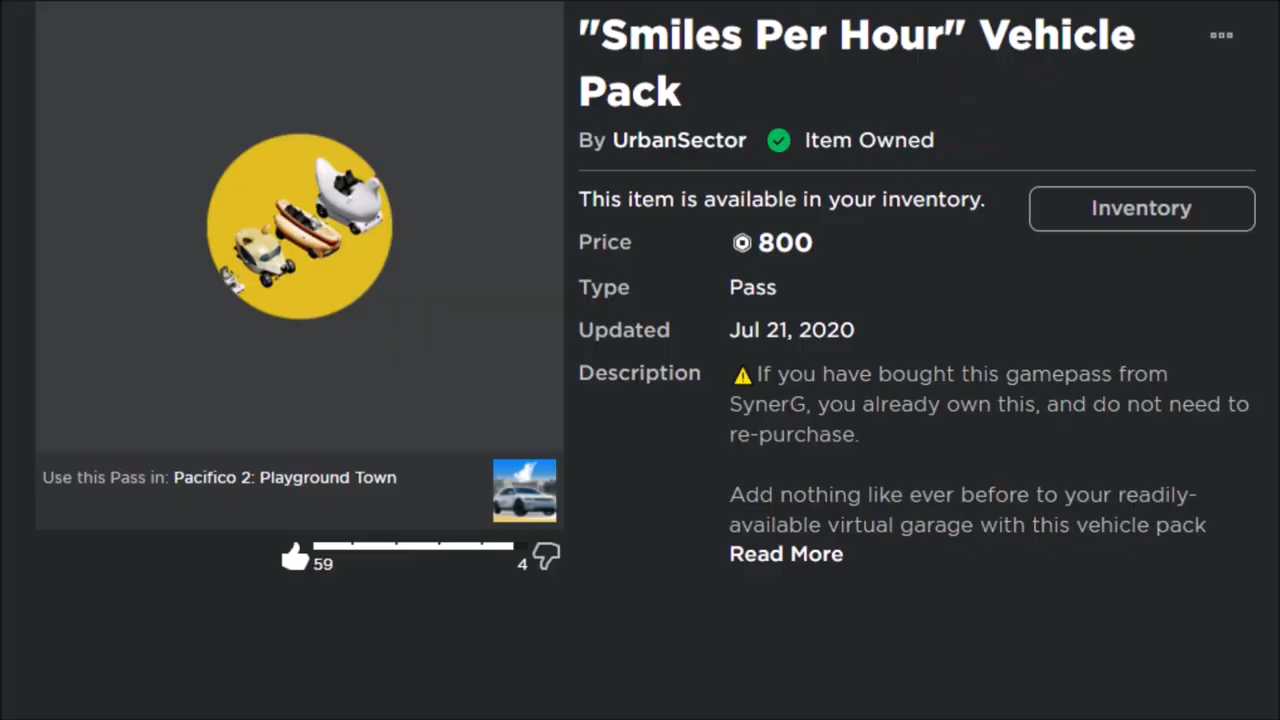 "Smiles Per Hour" Vehicle
Pack
By UrbanSector Item Owned
This item is available in your inventory.
Inventory
Price 800
Type Pass
Updated Jul 21, 2020
Description ⚠️If you have bought this gamepass from
SynerG, you already own this, and do not need to
re-purchase.
Add nothing like ever before to your readily-
available virtual garage with this vehicle pack
Read More
Use this Pass in: Pacifico 2: Playground Town
59 4